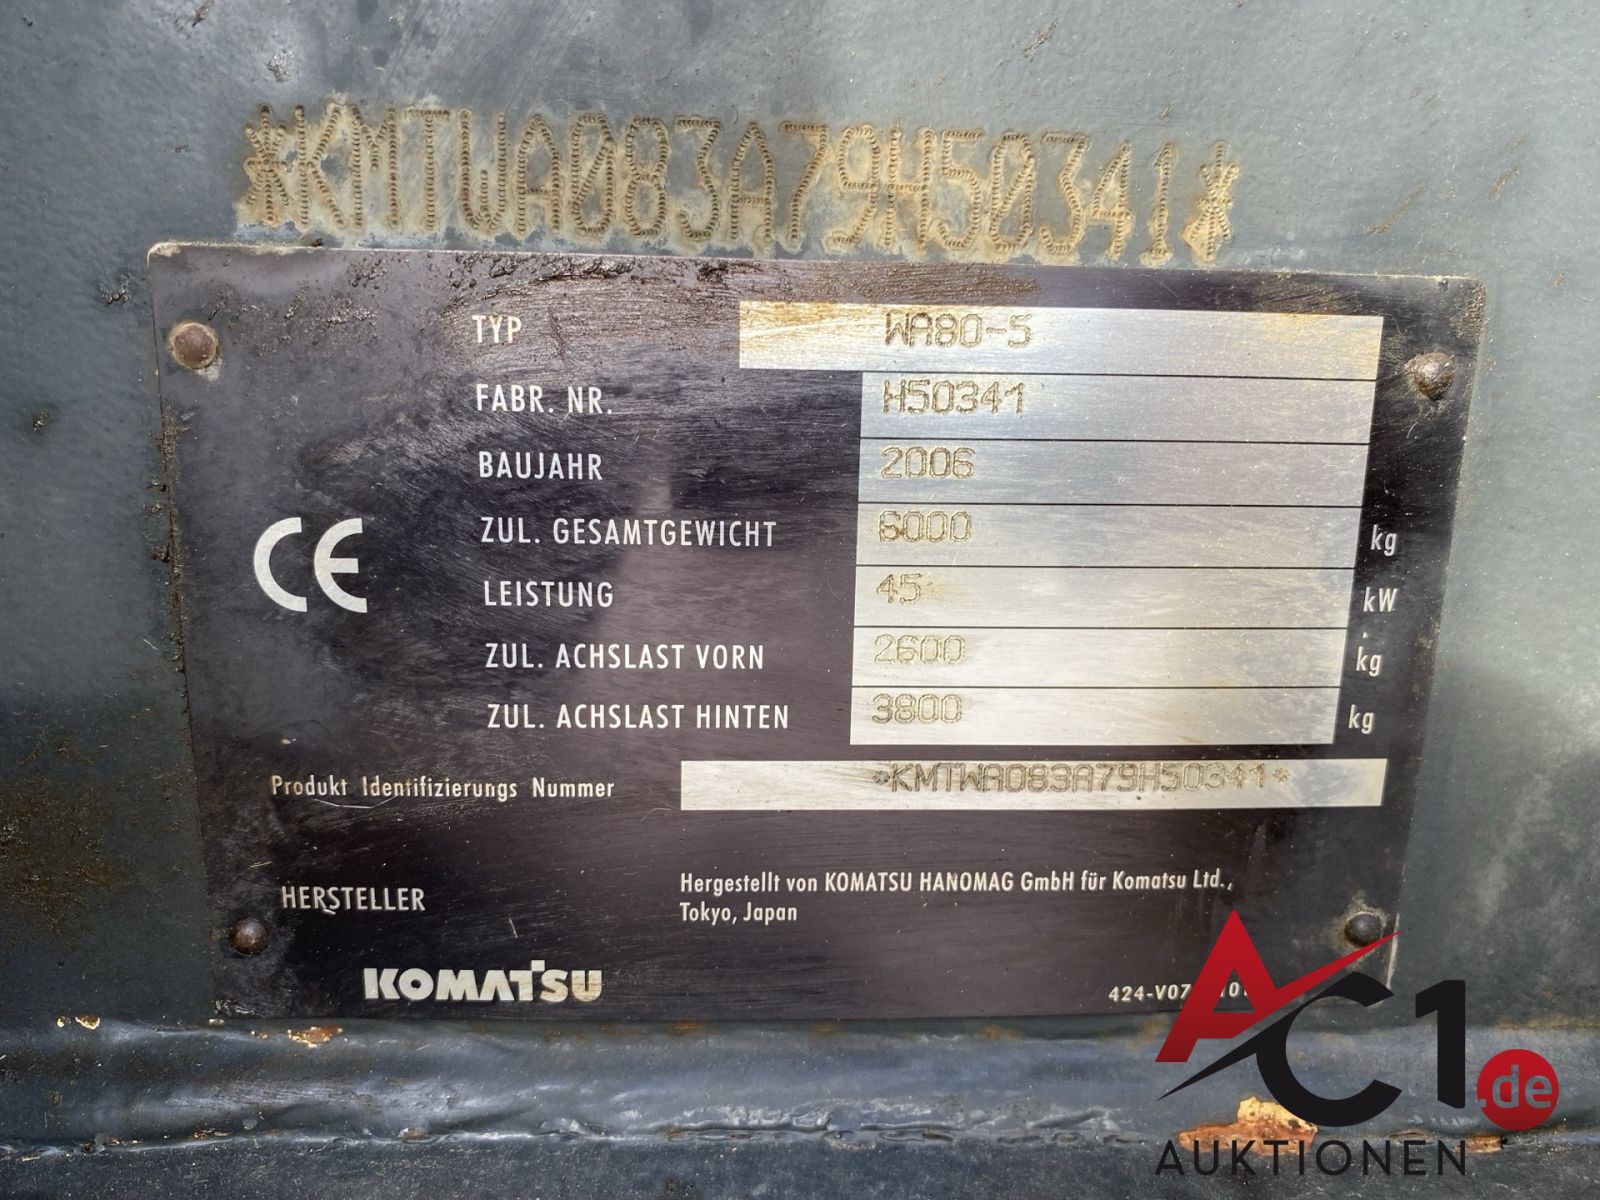 *KMTWA083A79H50341*
TYP WA80-5
FABR. NR. H50341
BAUJAHR 2006
ZUL. GESAMTGEWICHT 6000 kg
LEISTUNG 45 kW
ZUL. ACHSLAST VORN 2600 kg
ZUL. ACHSLAST HINTEN 3800 kg
CE
Produkt Identifizierungs Nummer *KMTWA083A79H50341*
HERSTELLER Hergestellt von KOMATSU HANOMAG GmbH für Komatsu Ltd.,
Tokyo, Japan
KOMATSU
AC1.de
AUKTIONEN